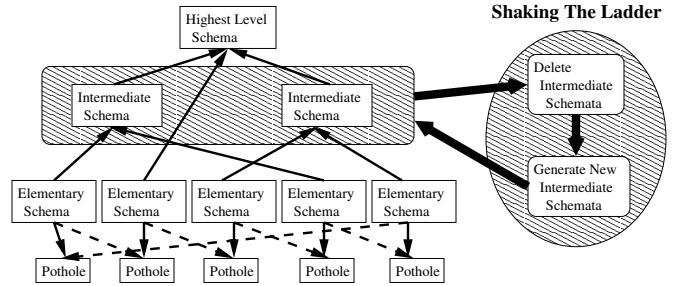 Shaking The Ladder
Highest Level
Schema
Delete
Intermediate
Schemata
Intermediate
Schema
Intermediate
Schema
Generate New
Intermediate
Schemata
Elementary
Schema
Elementary
Schema
Elementary
Schema
Elementary
Schema
Elementary
Schema
Pothole
Pothole
Pothole
Pothole
Pothole